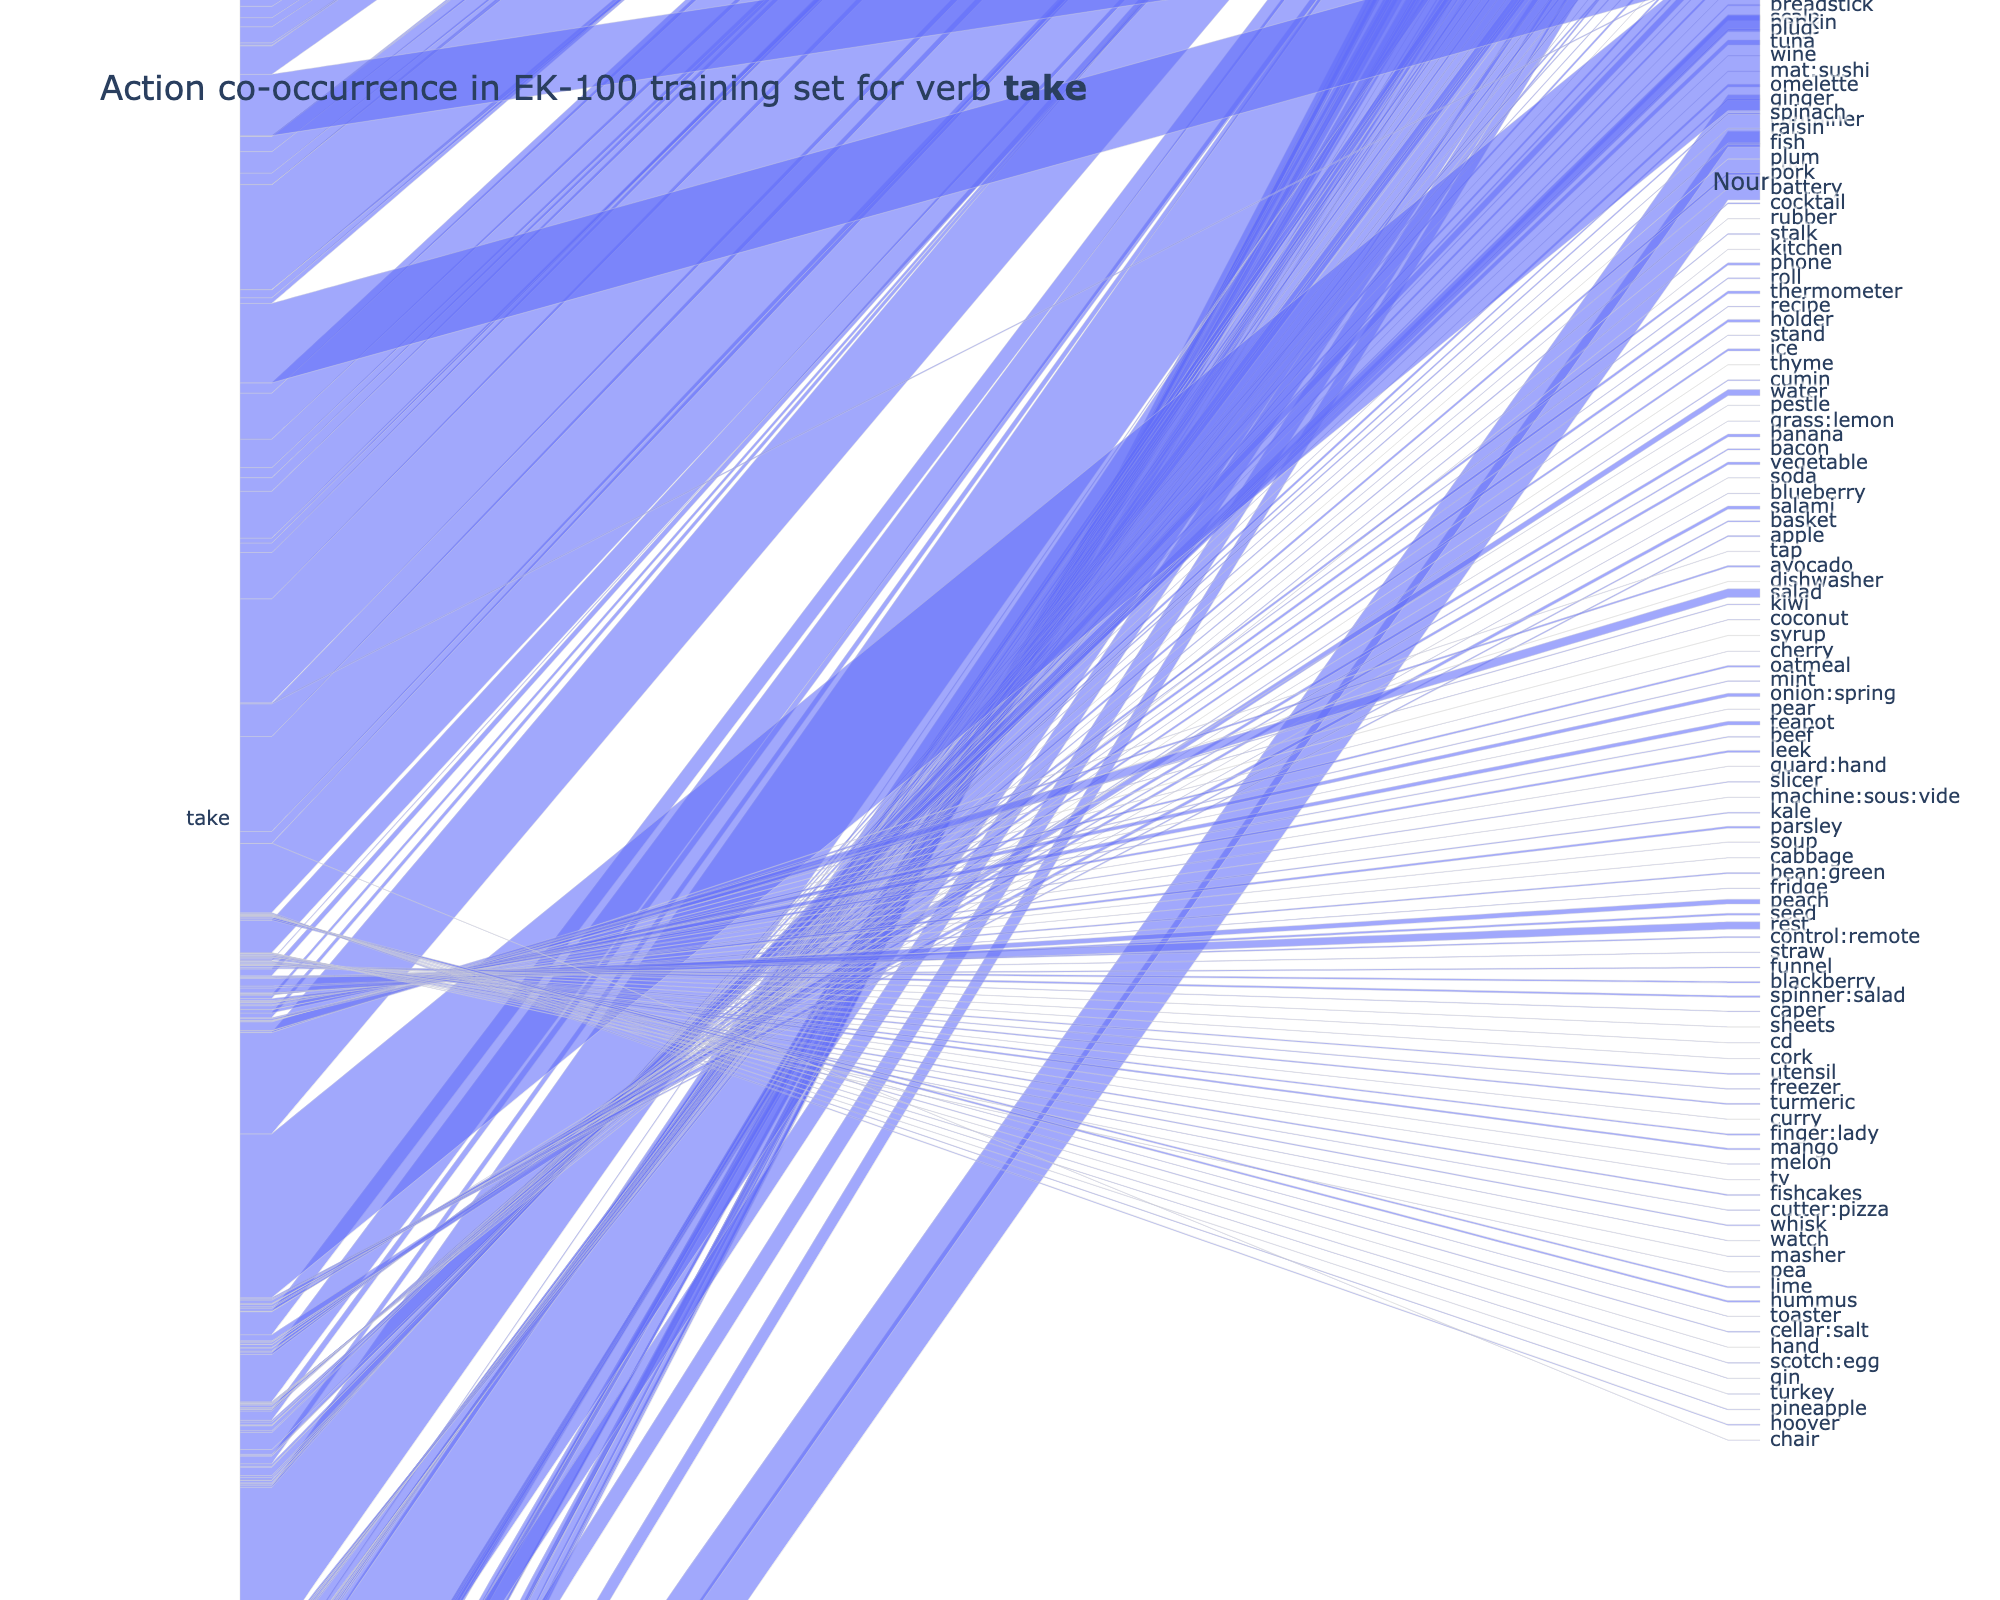 breadstick
napkin
plug
tuna
wine
mat:sushi
Action co-occurrence in EK-100 training set for verb take
omelette
ginger
spinach
raisin
fish
plum
pork
Nour
battery
cocktail
rubber
stalk
kitchen
phone
roll
thermometer
recipe
holder
stand
ice
thyme
cumin
water
pestle
grass:lemon
banana
bacon
vegetable
soda
blueberry
salami
basket
apple
tap
avocado
dishwasher
salad
kiwi
coconut
syrup
cherry
oatmeal
mint
onion:spring
pear
teapot
beef
leek
guard:hand
slicer
machine:sous:vide
kale
take
parsley
soup
cabbage
bean:green
fridge
peach
seed
rest
control:remote
straw
funnel
blackberry
spinner:salad
caper
sheets
cd
cork
utensil
freezer
turmeric
curry
finger:lady
mango
melon
tv
fishcakes
cutter:pizza
whisk
watch
masher
pea
lime
hummus
toaster
cellar:salt
hand
scotch:egg
gin
turkey
pineapple
hoover
chair